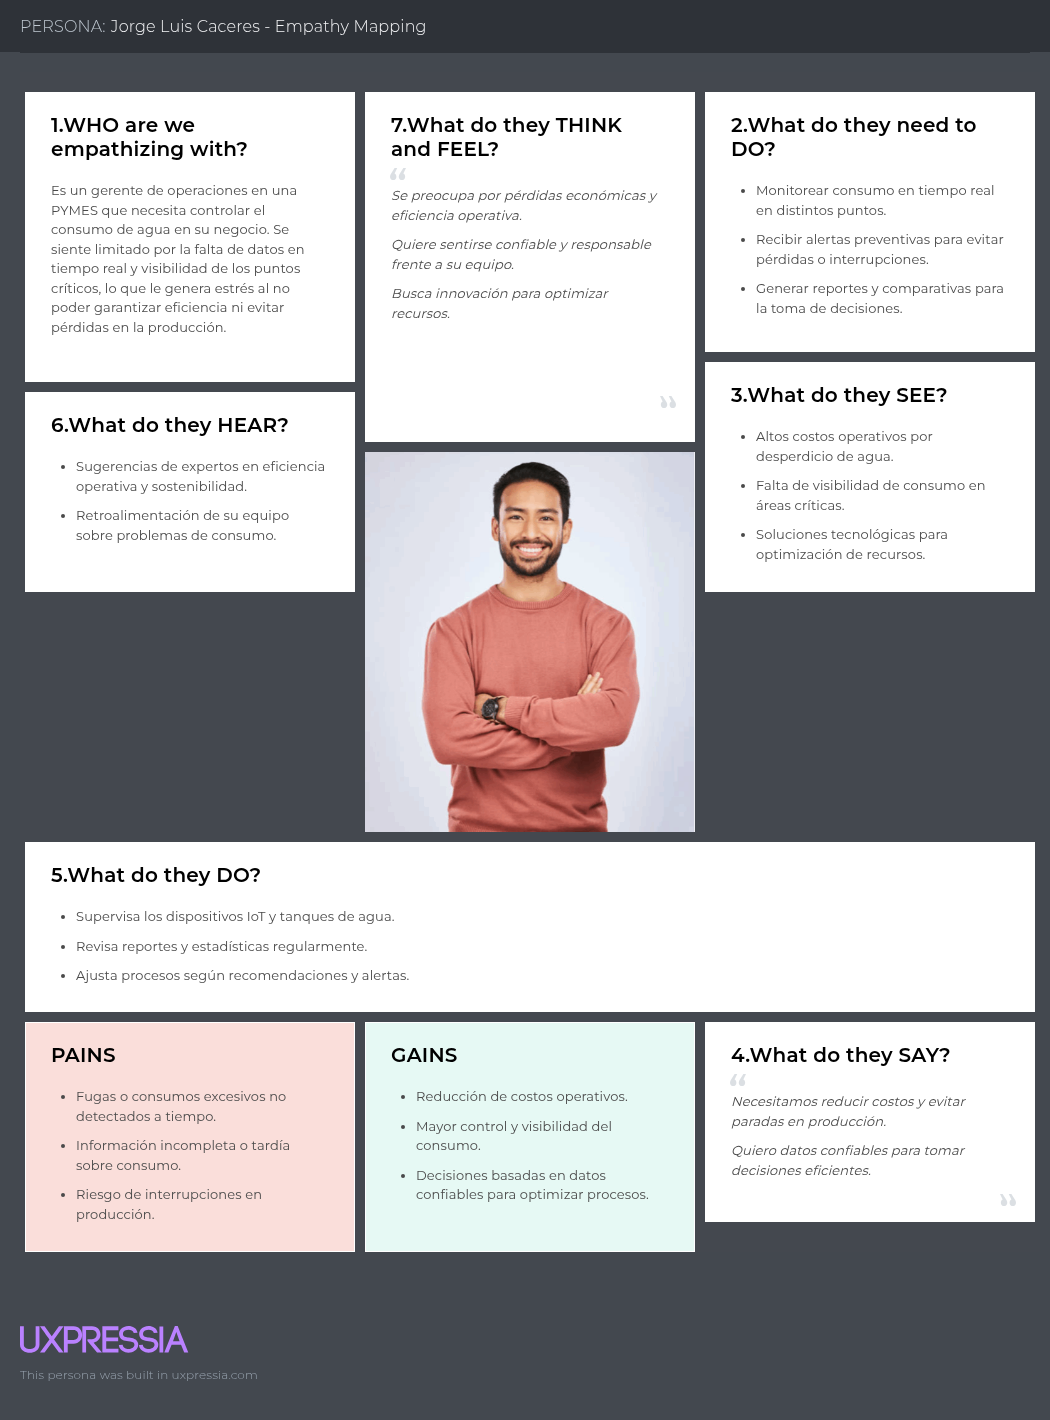 PERSONA: Jorge Luis Caceres - Empathy Mapping
1.WHO are we
empathizing with?
Es un gerente de operaciones en una
PYMES que necesita controlar el
consumo de agua en su negocio. Se
siente limitado por la falta de datos en
tiempo real y visibilidad de los puntos
críticos, lo que le genera estrés al no
poder garantizar eficiencia ni evitar
pérdidas en la producción.
7.What do they THINK
and FEEL?
“
Se preocupa por pérdidas económicas y
eficiencia operativa.
Quiere sentirse confiable y responsable
frente a su equipo.
Busca innovación para optimizar
recursos.
”
2.What do they need to
DO?
• Monitorear consumo en tiempo real
en distintos puntos.
• Recibir alertas preventivas para evitar
pérdidas o interrupciones.
• Generar reportes y comparativas para
la toma de decisiones.
6.What do they HEAR?
• Sugerencias de expertos en eficiencia
operativa y sostenibilidad.
• Retroalimentación de su equipo
sobre problemas de consumo.
3.What do they SEE?
• Altos costos operativos por
desperdicio de agua.
• Falta de visibilidad de consumo en
áreas críticas.
• Soluciones tecnológicas para
optimización de recursos.
5.What do they DO?
• Supervisa los dispositivos IoT y tanques de agua.
• Revisa reportes y estadísticas regularmente.
• Ajusta procesos según recomendaciones y alertas.
PAINS
• Fugas o consumos excesivos no
detectados a tiempo.
• Información incompleta o tardía
sobre consumo.
• Riesgo de interrupciones en
producción.
GAINS
• Reducción de costos operativos.
• Mayor control y visibilidad del
consumo.
• Decisiones basadas en datos
confiables para optimizar procesos.
4.What do they SAY?
“
Necesitamos reducir costos y evitar
paradas en producción.
Quiero datos confiables para tomar
decisiones eficientes.
”
UXPRESSIA
This persona was built in uxpressia.com